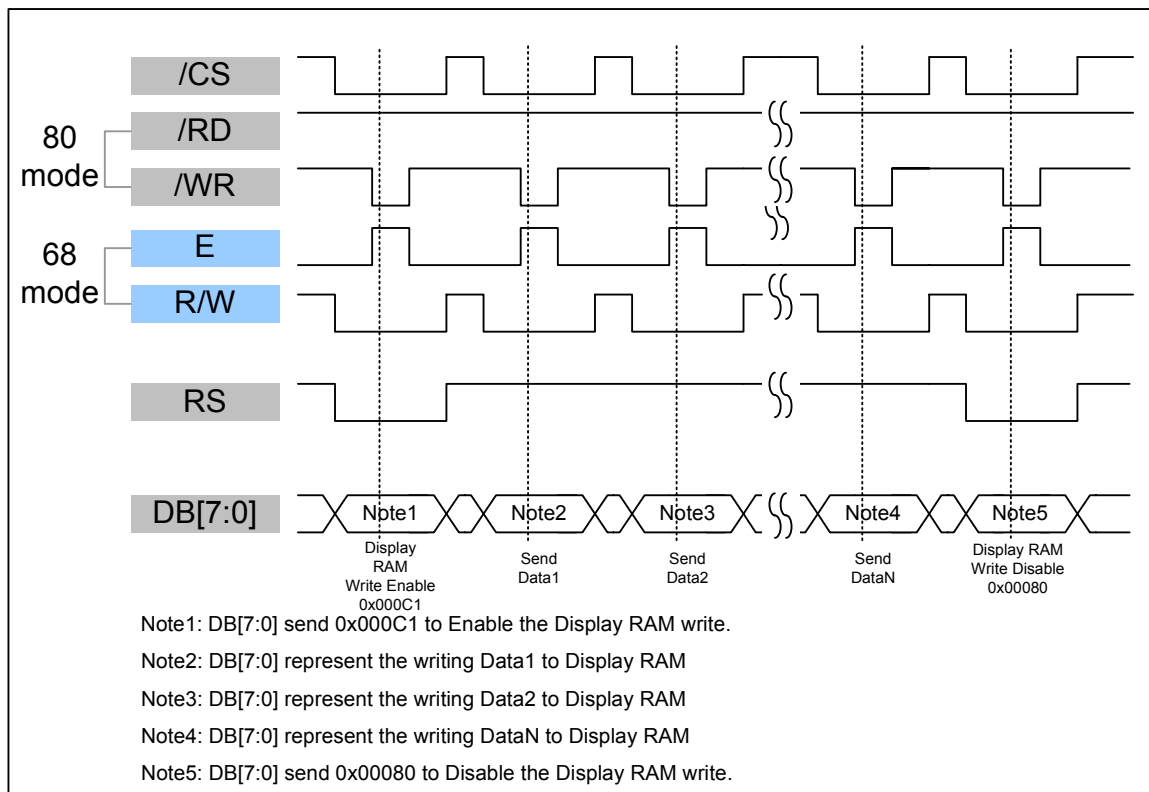 /CS
80
mode
/RD
/WR
68
mode
E
R/W
RS
DB[7:0]
Note1
Note2
Note3
Note4
Note5
Display
RAM
Write Enable
0x000C1
Send
Data1
Send
Data2
Send
DataN
Display RAM
Write Disable
0x00080
Note1: DB[7:0] send 0x000C1 to Enable the Display RAM write.
Note2: DB[7:0] represent the writing Data1 to Display RAM
Note3: DB[7:0] represent the writing Data2 to Display RAM
Note4: DB[7:0] represent the writing DataN to Display RAM
Note5: DB[7:0] send 0x00080 to Disable the Display RAM write.